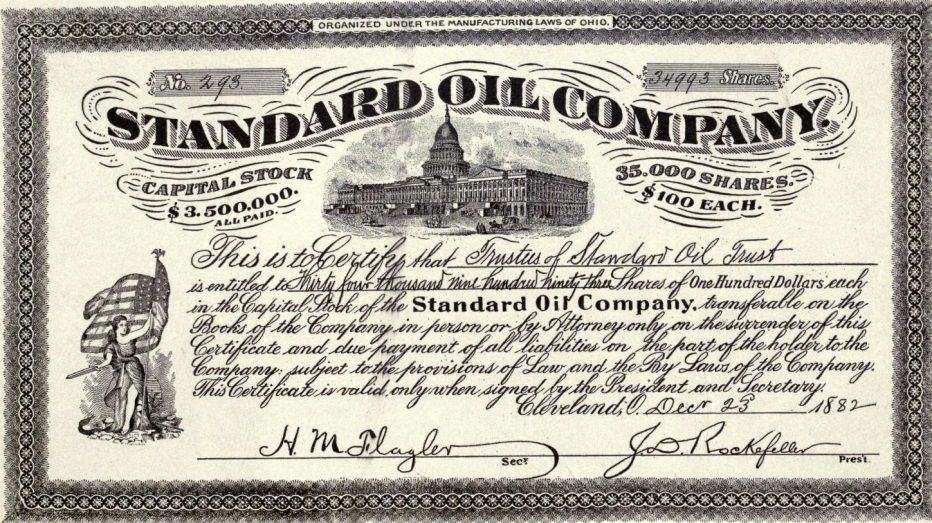 ORGANIZED UNDER THE MANUFACTURING LAWS OF OHIO.
No. 293.
34993 Shares.
STANDARD OIL COMPANY.
CAPITAL STOCK
$3.500.000.
ALL PAID.
35.000 SHARES.
$100 EACH.
This is to Certify that Trustees of Standard Oil Trust
is entitled to Thirty four thousand nine hundred ninety three Shares of One Hundred Dollars each
in the Capital Stock of the Standard Oil Company. transferable on the
Books of the Company in person or by Attorney only on the surrender of this
Certificate and due payment of all liabilities on the part of the holder to the
Company. subject to the provisions of Law and the By Laws of the Company.
This Certificate is valid only when signed by the President and Secretary.
Cleveland, O. Decr 23 1882
H. M. Flagler Secy
J. D. Rockefeller Pres't.